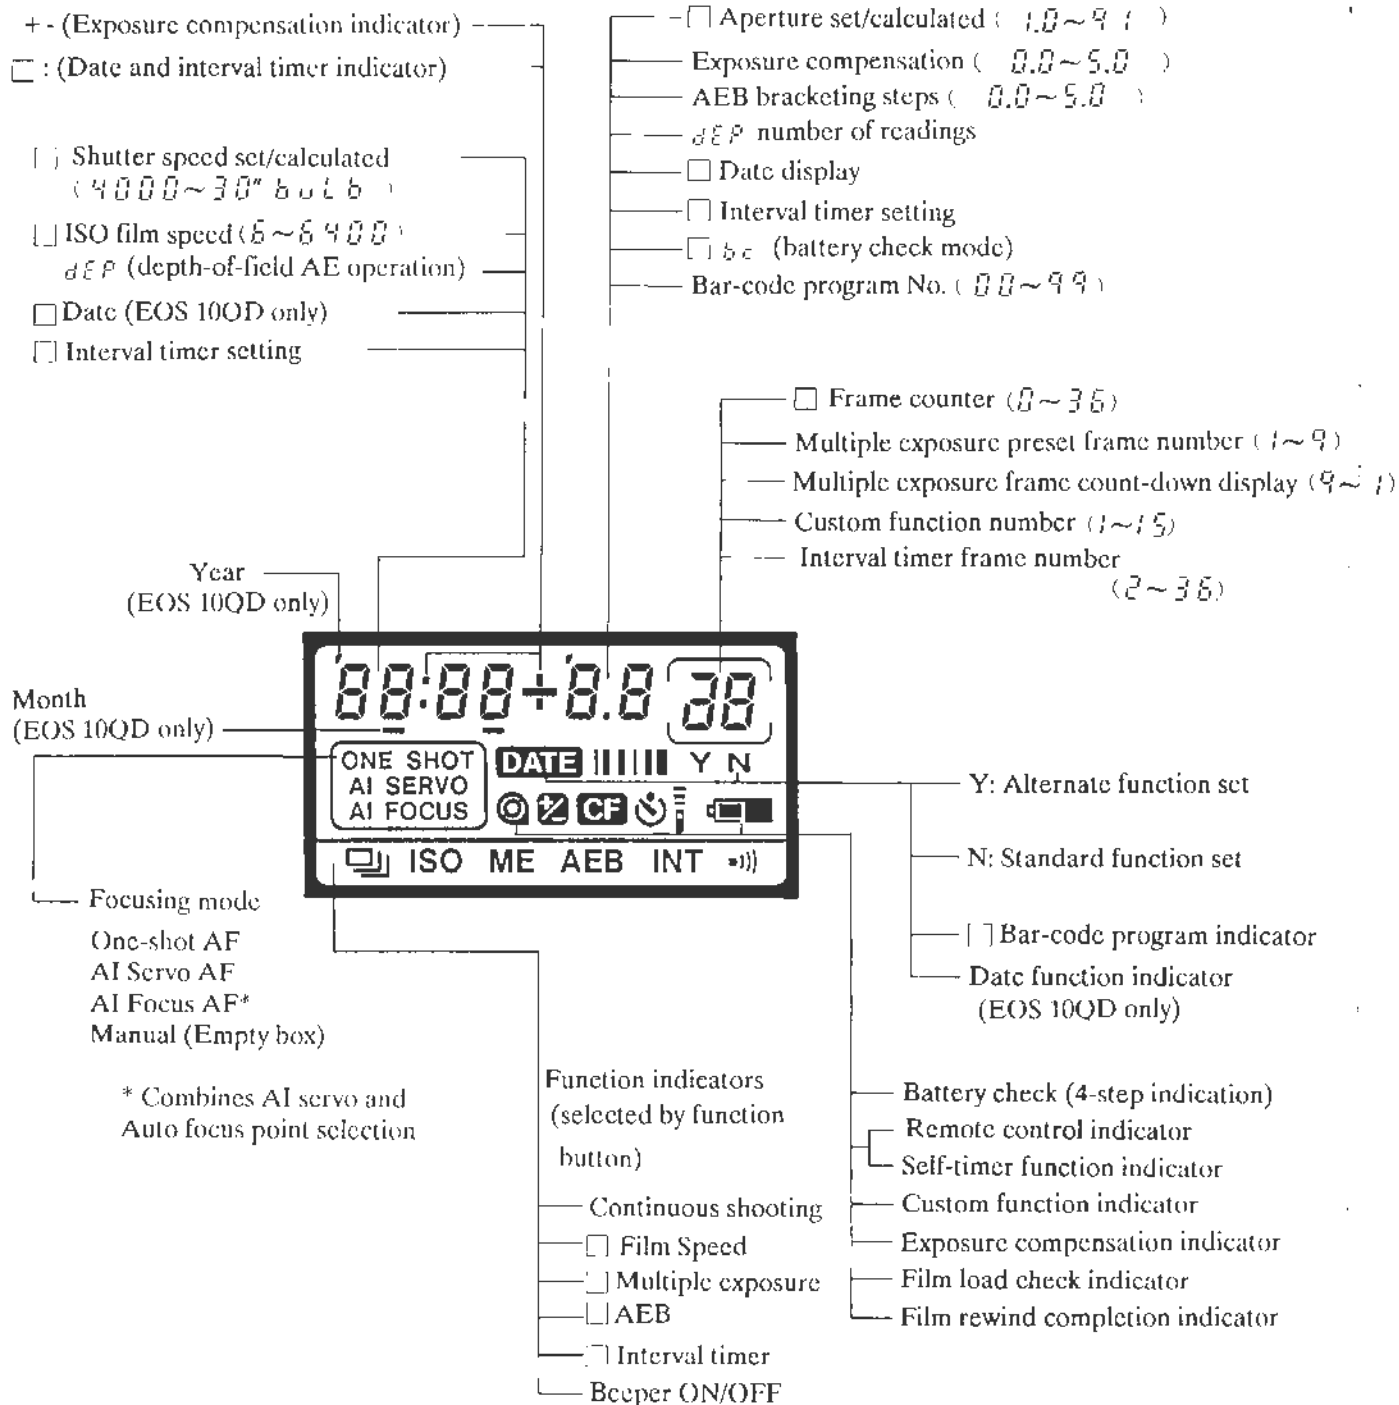 + - (Exposure compensation indicator)
□ : (Date and interval timer indicator)
□ Shutter speed set/calculated
(4000~30" bulb)
□ ISO film speed (6~6400)
dEP (depth-of-field AE operation)
□ Date (EOS 10QD only)
□ Interval timer setting
□ Aperture set/calculated ( 1.0~91 )
Exposure compensation ( 0.0~5.0 )
AEB bracketing steps ( 0.0~5.0 )
dEP number of readings
□ Date display
□ Interval timer setting
□ bc (battery check mode)
Bar-code program No. ( 00~99 )
□ Frame counter (0~36)
Multiple exposure preset frame number (1~9)
Multiple exposure frame count-down display (9~1)
Custom function number (1~15)
Interval timer frame number
(2~36)
Year
(EOS 10QD only)
Month
(EOS 10QD only)
'88:88 ÷ '8.8 38
ONE SHOT DATE Y N
AI SERVO
AI FOCUS CF
ISO ME AEB INT
Focusing mode
One-shot AF
AI Servo AF
AI Focus AF*
Manual (Empty box)
* Combines AI servo and
Auto focus point selection
Y: Alternate function set
N: Standard function set
□ Bar-code program indicator
Date function indicator
(EOS 10QD only)
Function indicators
(selected by function
button)
Continuous shooting
□ Film Speed
□ Multiple exposure
□ AEB
□ Interval timer
Beeper ON/OFF
Battery check (4-step indication)
Remote control indicator
Self-timer function indicator
Custom function indicator
Exposure compensation indicator
Film load check indicator
Film rewind completion indicator